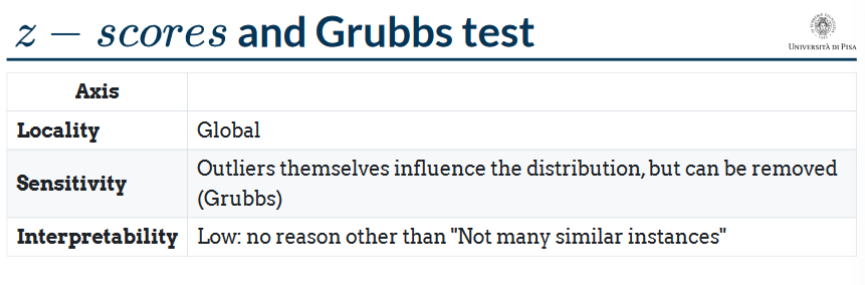 z − scores and Grubbs test
UNIVERSITÀ DI PISA
Axis
Locality Global
Sensitivity Outliers themselves influence the distribution, but can be removed
(Grubbs)
Interpretability Low: no reason other than "Not many similar instances"